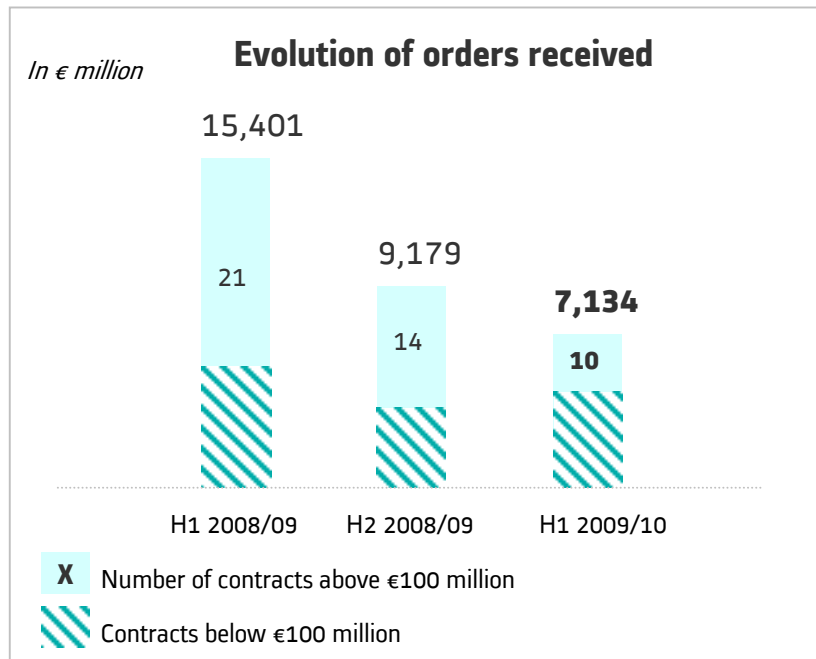 Evolution of orders received
In € million
15,401
21
9,179
14
7,134
10
H1 2008/09 H2 2008/09 H1 2009/10
X Number of contracts above €100 million
Contracts below €100 million